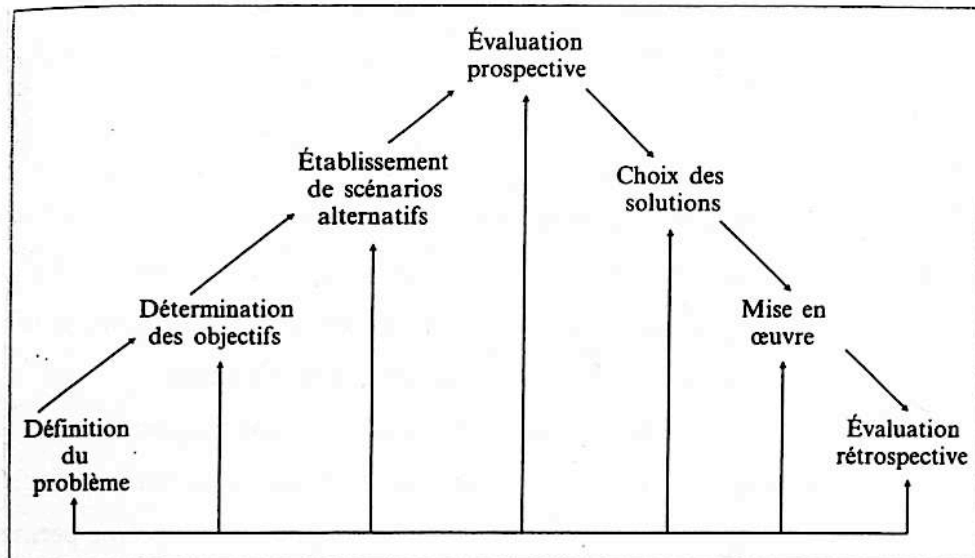 Évaluation
prospective
Établissement
de scénarios
alternatifs
Choix des
solutions
Détermination
des objectifs
Mise en
œuvre
Définition
du
problème
Évaluation
rétrospective